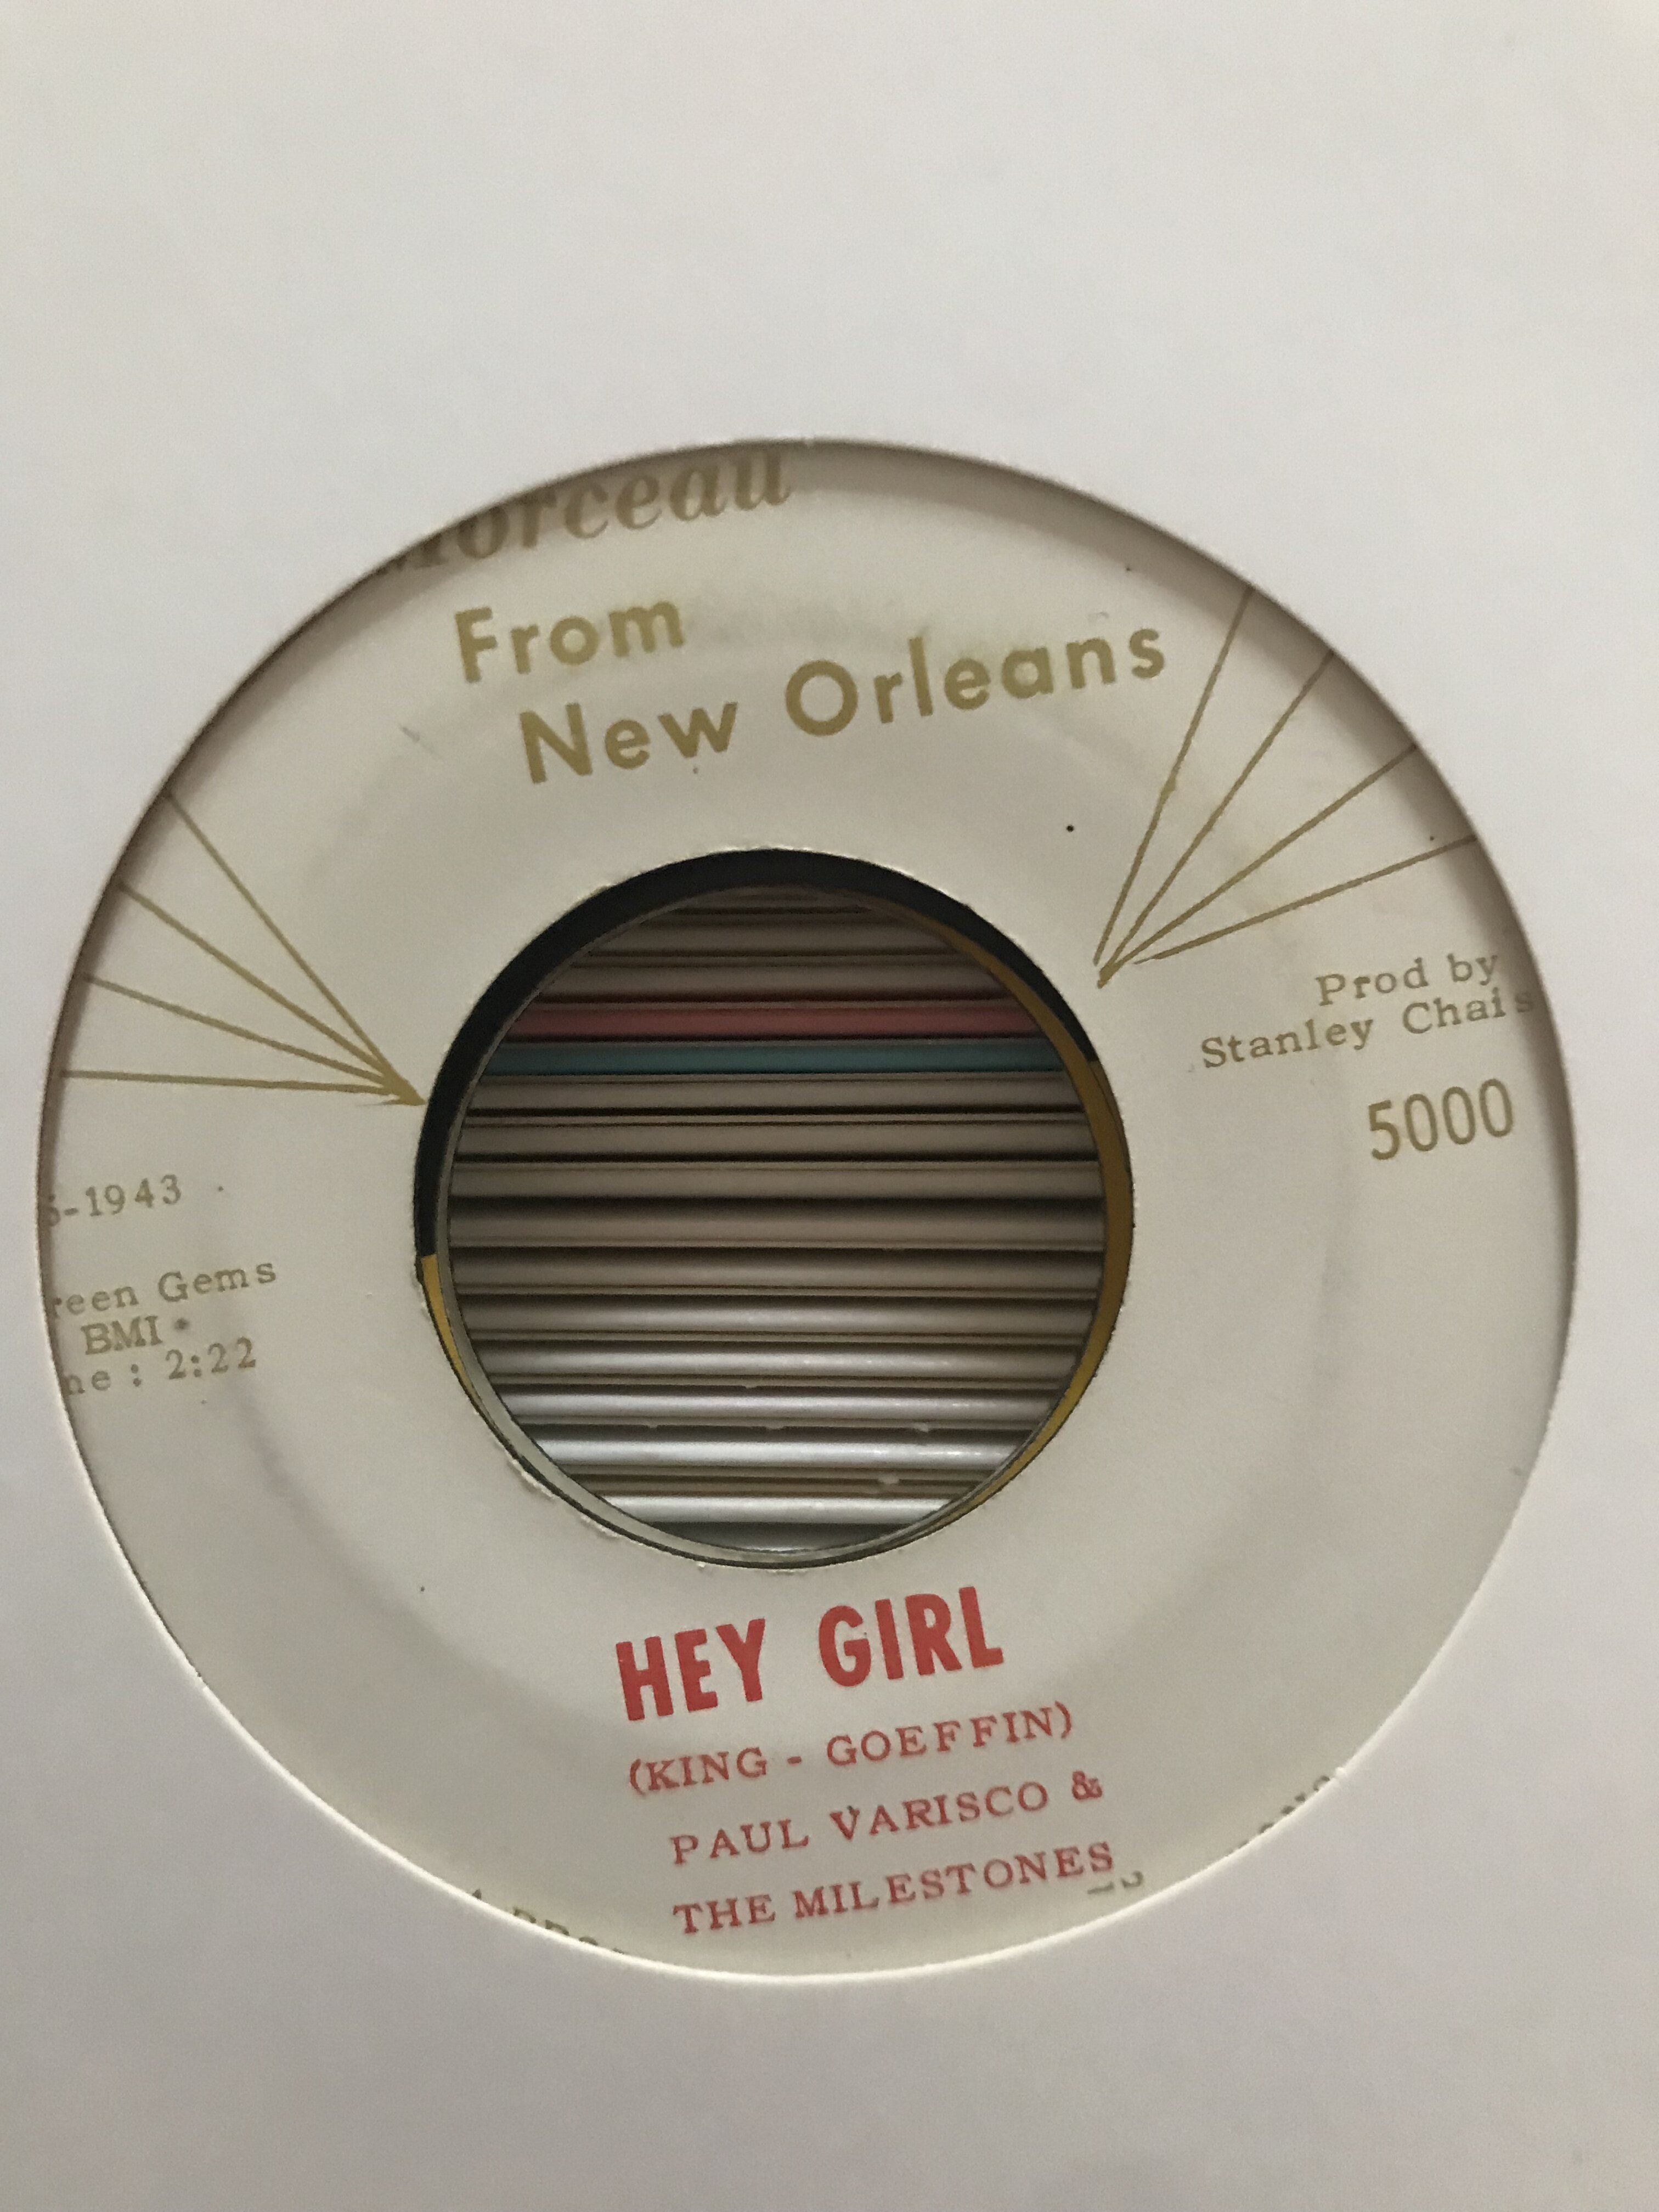 From
New Orleans
Prod by
Stanley Chais
5000
-1943
een Gems
BMI
: 2:22
HEY GIRL
(KING - GOEFFIN)
PAUL VARISCO &
THE MILESTONES